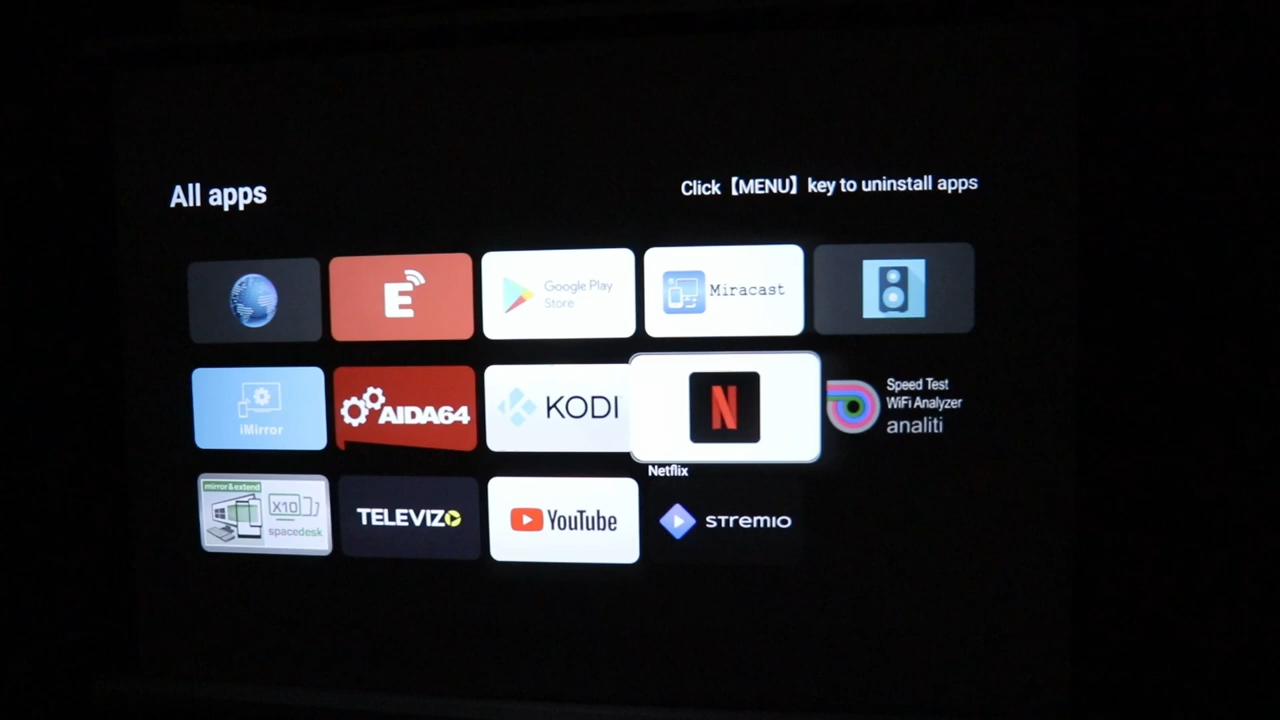 All apps
Click【MENU】key to uninstall apps
E
Google Play
Store
Miracast
iMirror
AIDA64
KODI
N
Netflix
Speed Test
WiFi Analyzer
analiti
mirror&extend
X10
spacedesk
TELEVIZO
YouTube
STREMIO